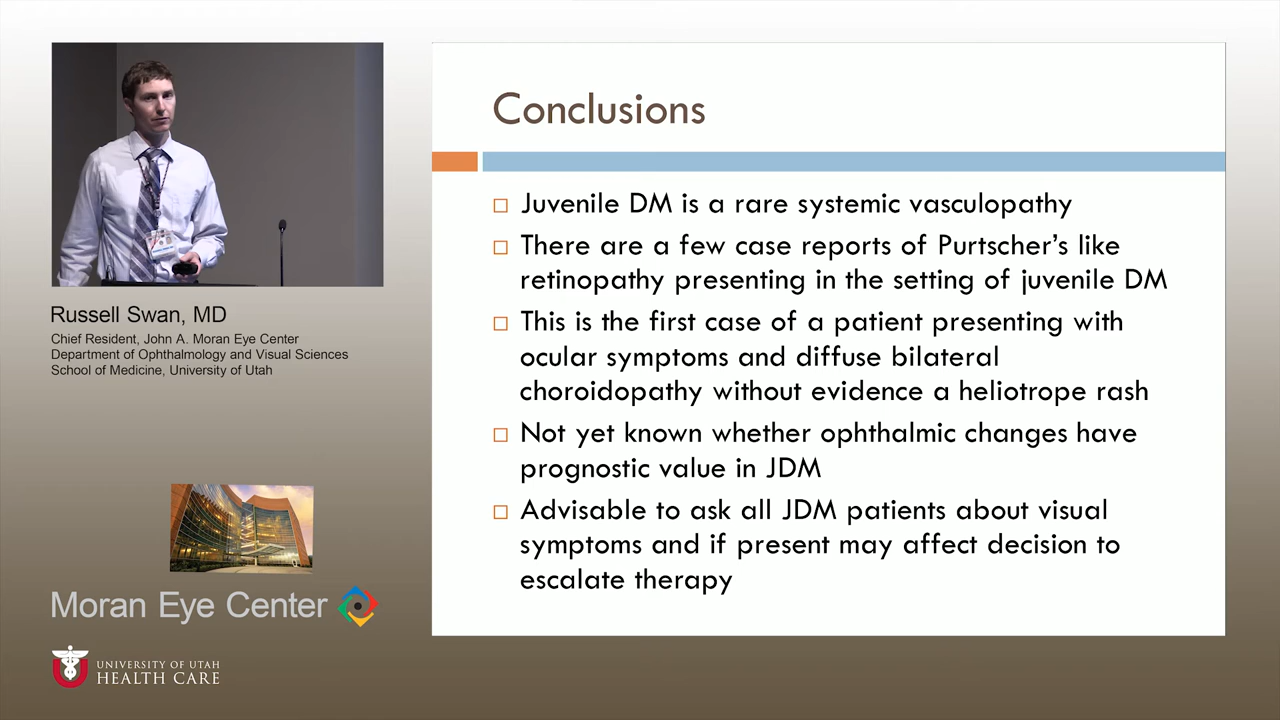 Conclusions
Juvenile DM is a rare systemic vasculopathy
There are a few case reports of Purtscher’s like
retinopathy presenting in the setting of juvenile DM
This is the first case of a patient presenting with
ocular symptoms and diffuse bilateral
choroidopathy without evidence a heliotrope rash
Not yet known whether ophthalmic changes have
prognostic value in JDM
Advisable to ask all JDM patients about visual
symptoms and if present may affect decision to
escalate therapy
Russell Swan, MD
Chief Resident, John A. Moran Eye Center
Department of Ophthalmology and Visual Sciences
School of Medicine, University of Utah
Moran Eye Center
UNIVERSITY OF UTAH
HEALTH CARE